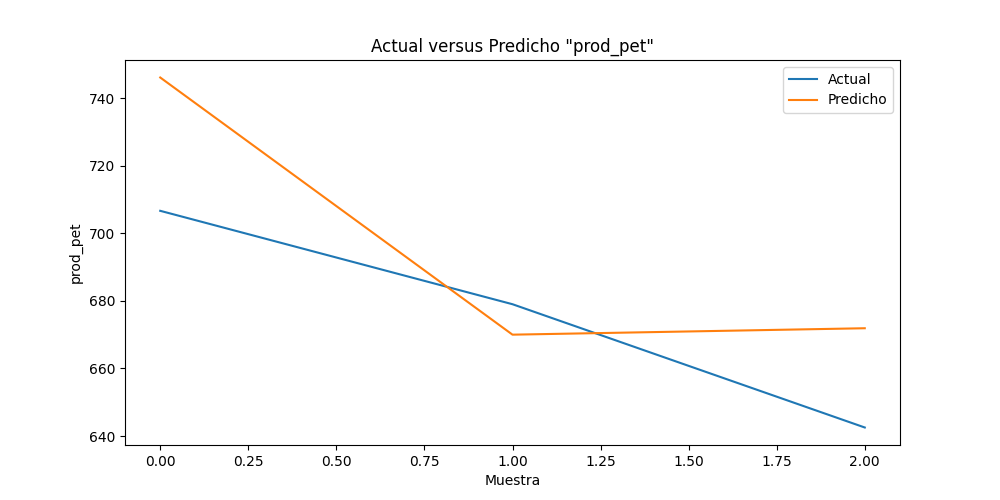 Actual versus Predicho "prod_pet"
Actual
Predicho
prod_pet
740
720
700
680
660
640
0.00 0.25 0.50 0.75 1.00 1.25 1.50 1.75 2.00
Muestra